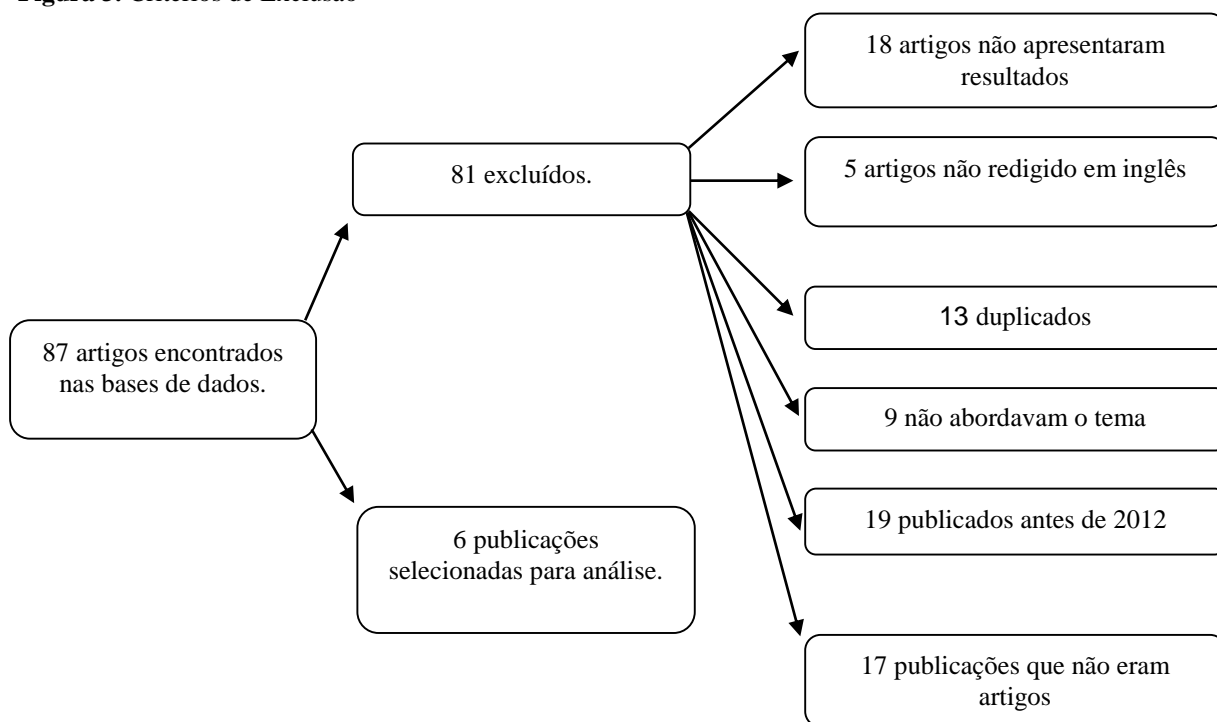 Figura 3. Critérios de Exclusão
18 artigos não apresentaram
resultados
81 excluídos.
5 artigos não redigido em inglês
13 duplicados
87 artigos encontrados
nas bases de dados.
9 não abordavam o tema
19 publicados antes de 2012
6 publicações
selecionadas para análise.
17 publicações que não eram
artigos